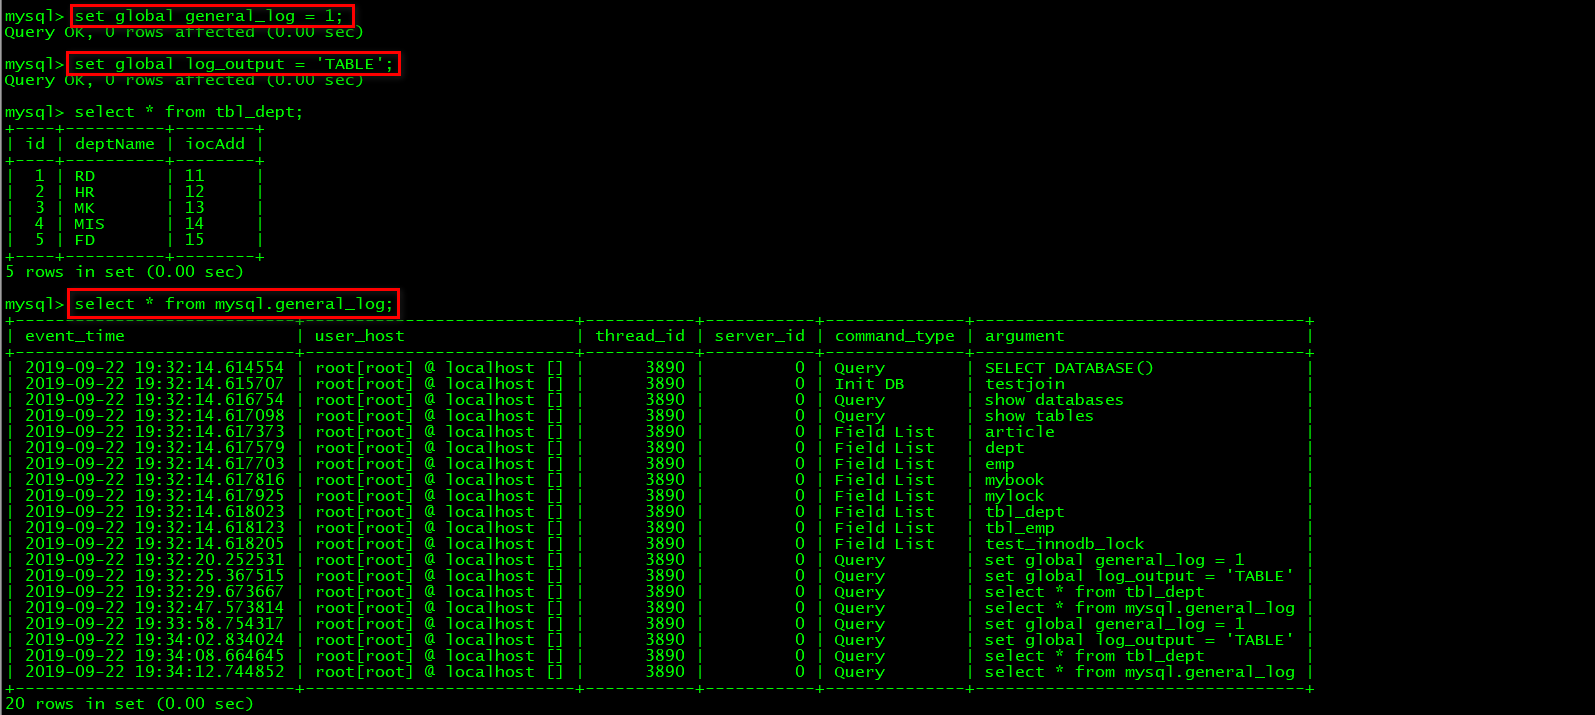 mysql> set global general_log = 1;
Query OK, 0 rows affected (0.00 sec)
mysql> set global log_output = 'TABLE';
Query OK, 0 rows affected (0.00 sec)
mysql> select * from tbl_dept;
+----+----------+--------+
| id | deptName | iocAdd |
+----+----------+--------+
|  1 | RD       | 11     |
|  2 | HR       | 12     |
|  3 | MK       | 13     |
|  4 | MIS      | 14     |
|  5 | FD       | 15     |
+----+----------+--------+
5 rows in set (0.00 sec)
mysql> select * from mysql.general_log;
+----------------------------+---------------------------+-----------+-----------+--------------+---------------------------------+
| event_time                 | user_host                 | thread_id | server_id | command_type | argument                        |
+----------------------------+---------------------------+-----------+-----------+--------------+---------------------------------+
| 2019-09-22 19:32:14.614554 | root[root] @ localhost [] |      3890 |         0 | Query        | SELECT DATABASE()               |
| 2019-09-22 19:32:14.615707 | root[root] @ localhost [] |      3890 |         0 | Init DB      | testjoin                        |
| 2019-09-22 19:32:14.616754 | root[root] @ localhost [] |      3890 |         0 | Query        | show databases                  |
| 2019-09-22 19:32:14.617098 | root[root] @ localhost [] |      3890 |         0 | Query        | show tables                     |
| 2019-09-22 19:32:14.617373 | root[root] @ localhost [] |      3890 |         0 | Field List   | article                         |
| 2019-09-22 19:32:14.617579 | root[root] @ localhost [] |      3890 |         0 | Field List   | dept                            |
| 2019-09-22 19:32:14.617703 | root[root] @ localhost [] |      3890 |         0 | Field List   | emp                             |
| 2019-09-22 19:32:14.617816 | root[root] @ localhost [] |      3890 |         0 | Field List   | mybook                          |
| 2019-09-22 19:32:14.617925 | root[root] @ localhost [] |      3890 |         0 | Field List   | mylock                          |
| 2019-09-22 19:32:14.618023 | root[root] @ localhost [] |      3890 |         0 | Field List   | tbl_dept                        |
| 2019-09-22 19:32:14.618123 | root[root] @ localhost [] |      3890 |         0 | Field List   | tbl_emp                         |
| 2019-09-22 19:32:14.618205 | root[root] @ localhost [] |      3890 |         0 | Field List   | test_innodb_lock                |
| 2019-09-22 19:32:20.252531 | root[root] @ localhost [] |      3890 |         0 | Query        | set global general_log = 1      |
| 2019-09-22 19:32:25.367515 | root[root] @ localhost [] |      3890 |         0 | Query        | set global log_output = 'TABLE' |
| 2019-09-22 19:32:29.673667 | root[root] @ localhost [] |      3890 |         0 | Query        | select * from tbl_dept          |
| 2019-09-22 19:32:47.573814 | root[root] @ localhost [] |      3890 |         0 | Query        | select * from mysql.general_log |
| 2019-09-22 19:33:58.754317 | root[root] @ localhost [] |      3890 |         0 | Query        | set global general_log = 1      |
| 2019-09-22 19:34:02.834024 | root[root] @ localhost [] |      3890 |         0 | Query        | set global log_output = 'TABLE' |
| 2019-09-22 19:34:08.664645 | root[root] @ localhost [] |      3890 |         0 | Query        | select * from tbl_dept          |
| 2019-09-22 19:34:12.744852 | root[root] @ localhost [] |      3890 |         0 | Query        | select * from mysql.general_log |
+----------------------------+---------------------------+-----------+-----------+--------------+---------------------------------+
20 rows in set (0.00 sec)